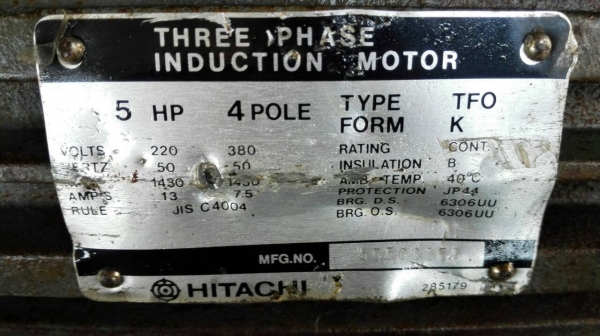 THREE PHASE
INDUCTION MOTOR
5 HP 4 POLE TYPE TFO
FORM K
VOLTS 220 380 RATING CONT.
HERTZ 50 50 INSULATION B
1430 1430 AMB. TEMP. 40°C
AMP'S 13 7.5 PROTECTION JP44
RULE JIS C4004 BRG. D.S. 6306UU
BRG. O.S. 6306UU
MFG.NO.
HITACHI 285179